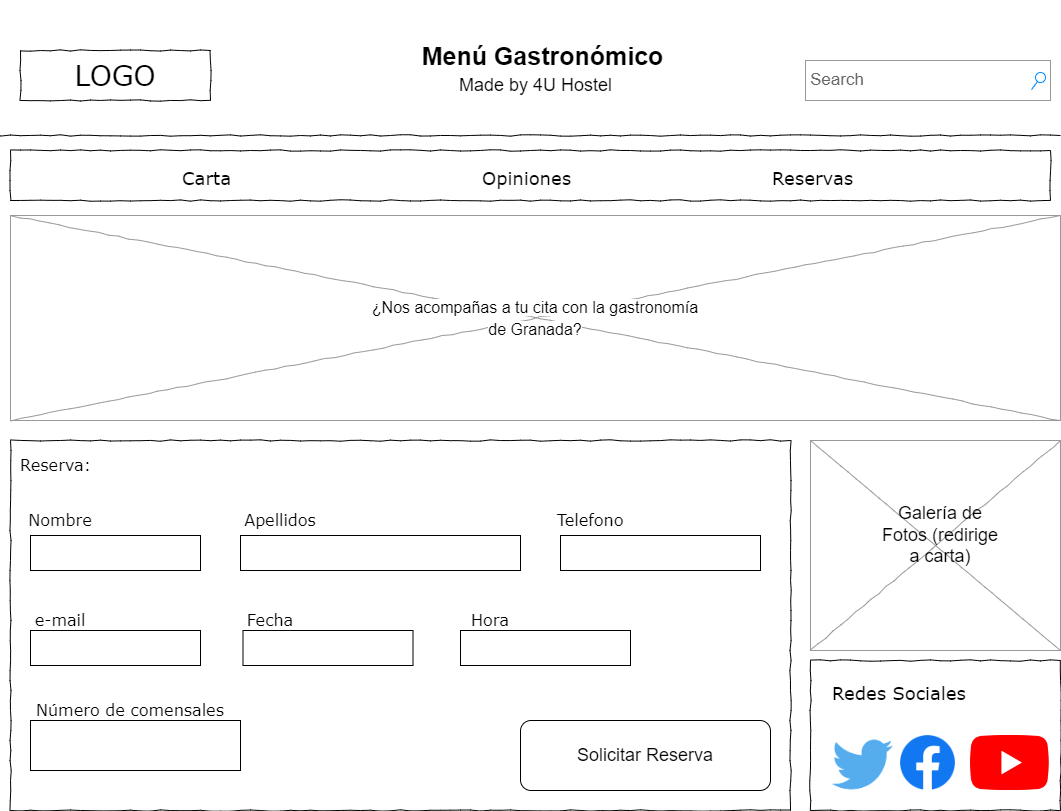 LOGO
Menú Gastronómico
Made by 4U Hostel
Search
Carta
Opiniones
Reservas
¿Nos acompañas a tu cita con la gastronomía
de Granada?
Reserva:
Nombre
Apellidos
Telefono
e-mail
Fecha
Hora
Número de comensales
Solicitar Reserva
Galería de
Fotos (redirige
a carta)
Redes Sociales